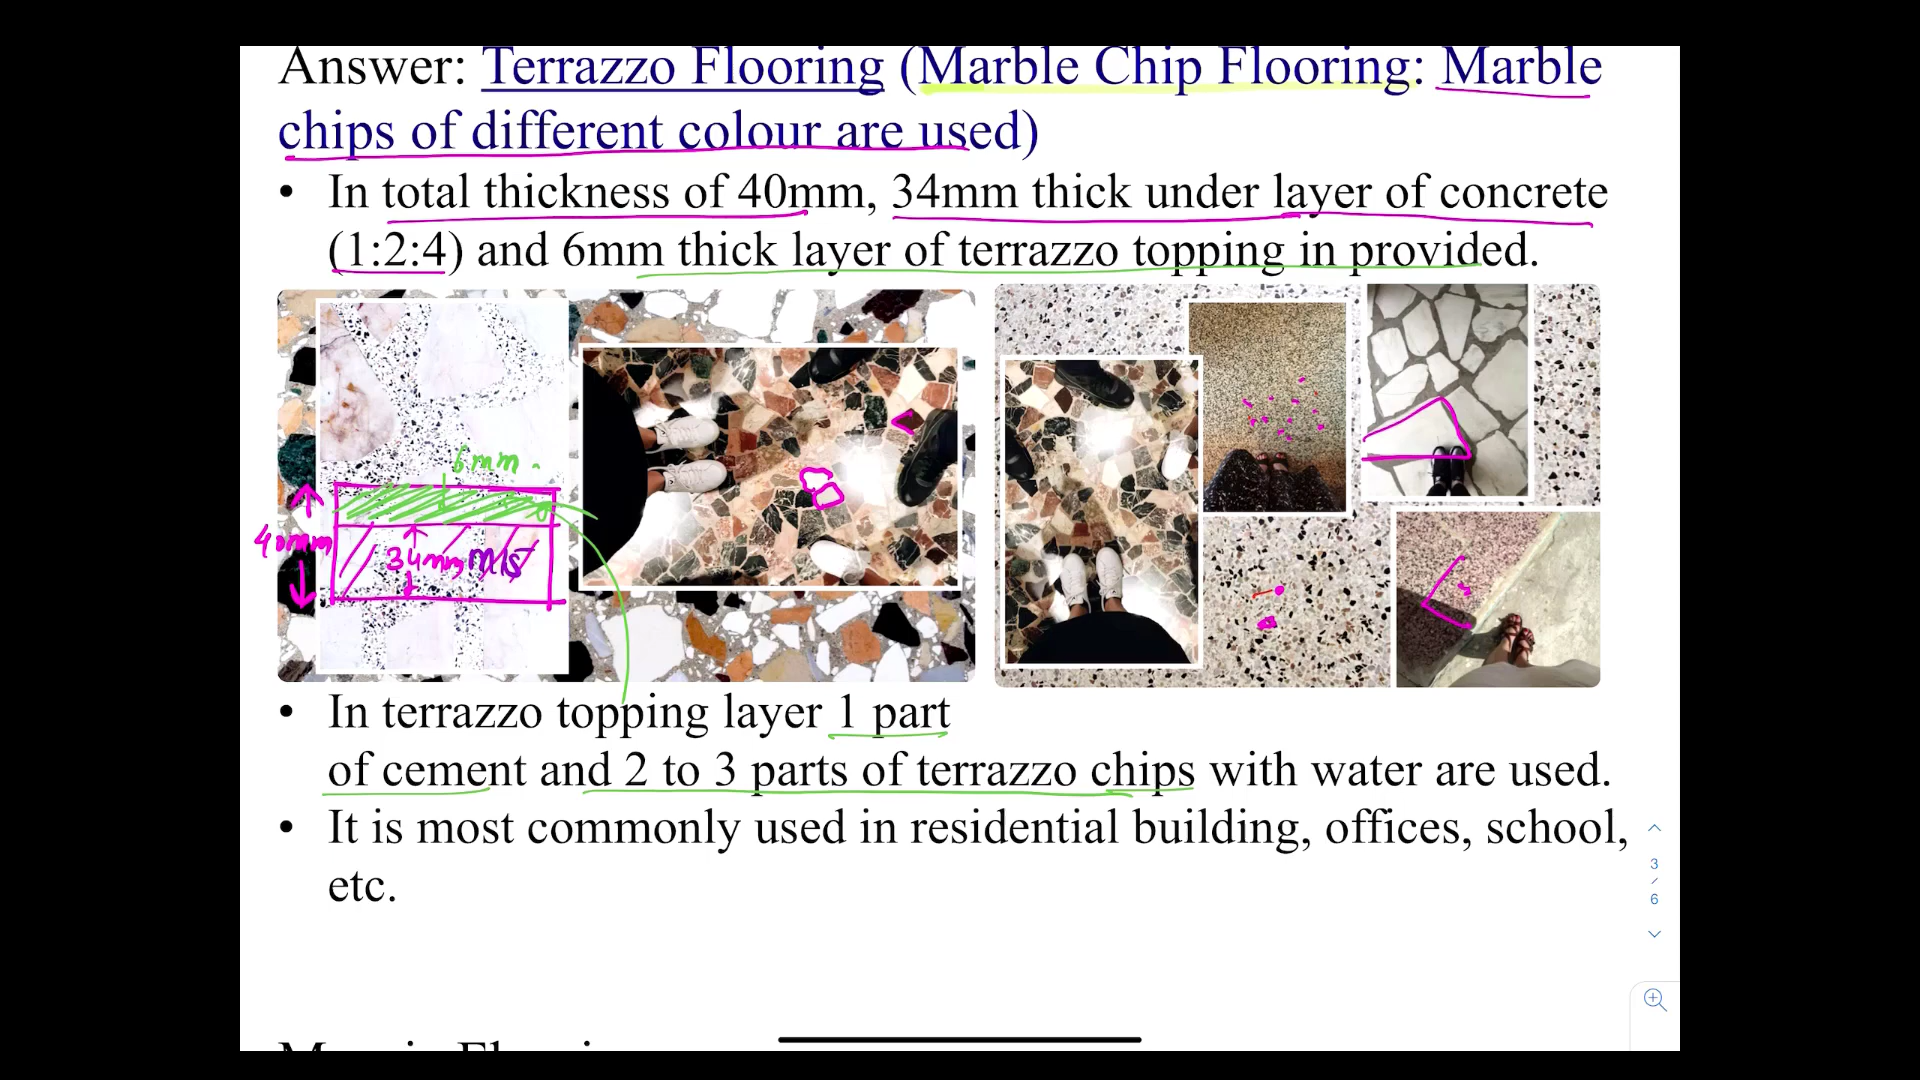 Answer: Terrazzo Flooring (Marble Chip Flooring: Marble
chips of different colour are used)
• In total thickness of 40mm, 34mm thick under layer of concrete
(1:2:4) and 6mm thick layer of terrazzo topping in provided.
6mm
40mm
34mm
• In terrazzo topping layer 1 part
of cement and 2 to 3 parts of terrazzo chips with water are used.
• It is most commonly used in residential building, offices, school,
etc.
3
/
6